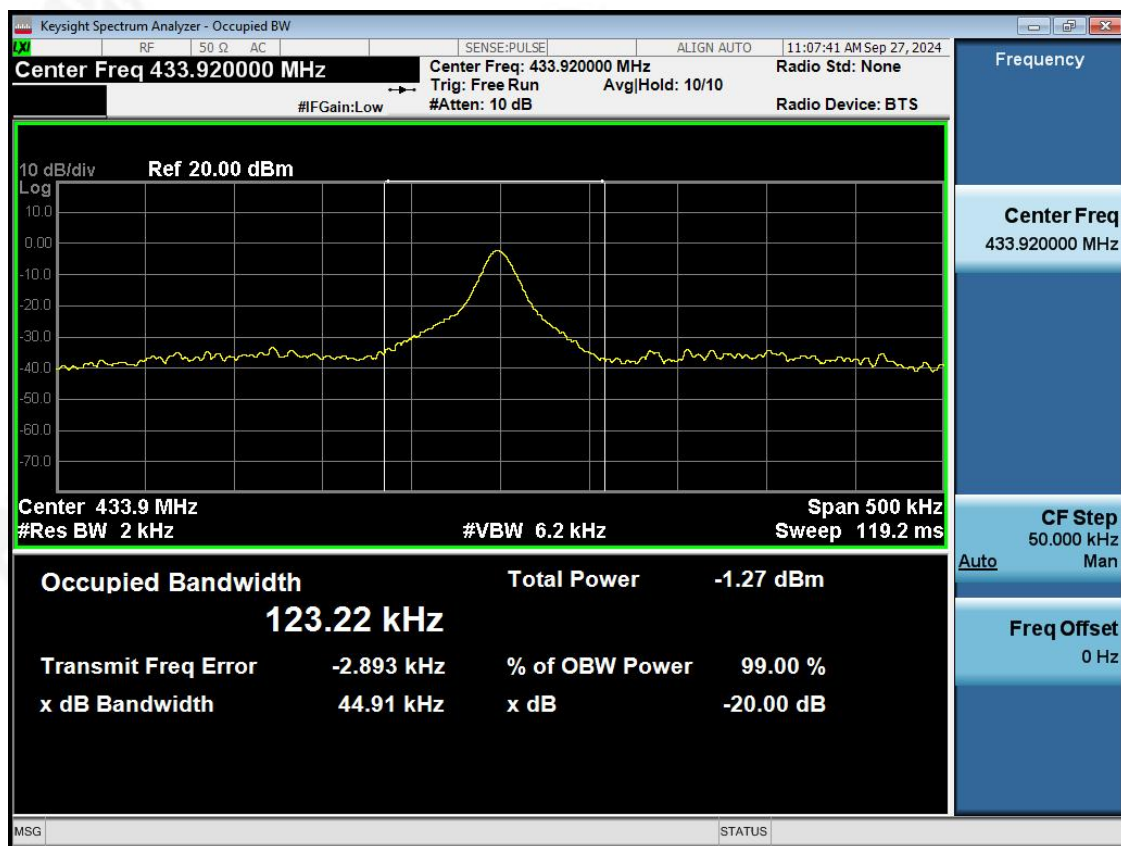 Keysight Spectrum Analyzer - Occupied BW
LXI RF 50 Ω AC SENSE:PULSE ALIGN AUTO 11:07:41 AM Sep 27, 2024
Center Freq 433.920000 MHz
Center Freq: 433.920000 MHz
Radio Std: None
Trig: Free Run Avg|Hold: 10/10
#IFGain:Low
#Atten: 10 dB
Radio Device: BTS
10 dB/div Ref 20.00 dBm
Log
10.0
0.00
-10.0
-20.0
-30.0
-40.0
-50.0
-60.0
-70.0
Center 433.9 MHz Span 500 kHz
#Res BW 2 kHz #VBW 6.2 kHz Sweep 119.2 ms
Occupied Bandwidth Total Power -1.27 dBm
123.22 kHz
Transmit Freq Error -2.893 kHz % of OBW Power 99.00 %
x dB Bandwidth 44.91 kHz x dB -20.00 dB
MSG STATUS
Frequency
Center Freq
433.920000 MHz
CF Step
50.000 kHz
Auto Man
Freq Offset
0 Hz